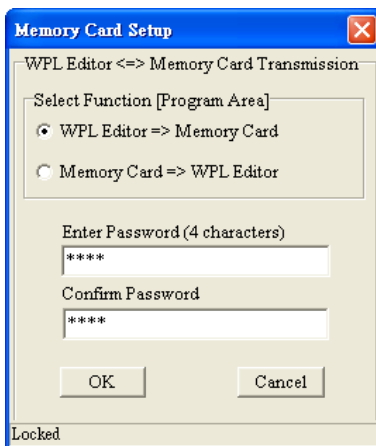 Memory Card Setup
WPL Editor <=> Memory Card Transmission
Select Function [Program Area]
WPL Editor => Memory Card
Memory Card => WPL Editor
Enter Password (4 characters)
****
Confirm Password
****
OK Cancel
Locked